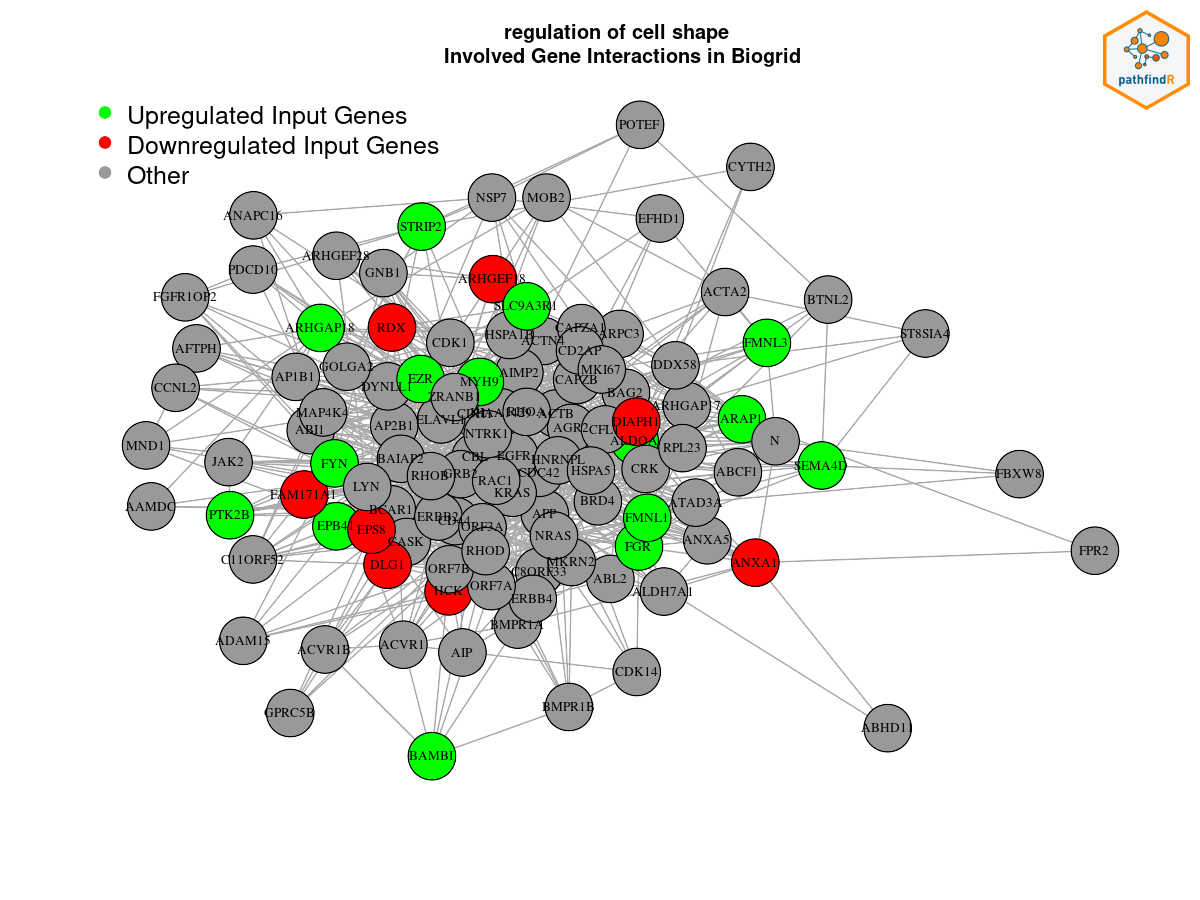 regulation of cell shape
Involved Gene Interactions in Biogrid
pathfindR
Upregulated Input Genes
Downregulated Input Genes
Other
POTEF
CYTH2
NSP7
MOB2
ANAPC16
EFHD1
STRIP2
ARHGEF28
PDCD10
GNB1
ARHGEF18
ACTA2
FGFR1OP2
BTNL2
SLC9A3R1
ARHGAP18
RDX
HSPA1B
CAPZA1
ARPC3
ACTN4
ST8SIA4
CDK1
FMNL3
AFTPH
CD2AP
GOLGA2
DDX58
AP1B1
EZR
MYH9
AIMP2
MKI67
CAPZB
CCNL2
DYNLL1
ZRANB1
BAG2
MAP4K4
RHOA
ACTB
ARHGAP17
ABI1
AP2B1
ELAVL1
DIAPH1
ARAP1
AGR2
CFL1
ALDOA
MND1
NTRK1
RPL23
N
JAK2
FYN
BAIAP2
CBL
EGFR
HNRNPL
HSPA5
CRK
ABCF1
SEMA4D
FBXW8
LYN
RHOB
GRB2
RAC1
CDC42
FAM171A1
KRAS
BRD4
ATAD3A
AAMDC
PTK2B
EPB41
BCAR1
ERBB2
CD44
APP
FMNL1
EPS8
ORF3A
NRAS
CASK
FGR
ANXA5
C11ORF52
DLG1
RHOD
ANXA1
FPR2
ORF7B
C8ORF33
MKRN2
ABL2
HCK
ORF7A
ERBB4
ALDH7A1
BMPR1A
ADAM15
ACVR1B
ACVR1
AIP
CDK14
GPRC5B
BMPR1B
ABHD11
BAMBI